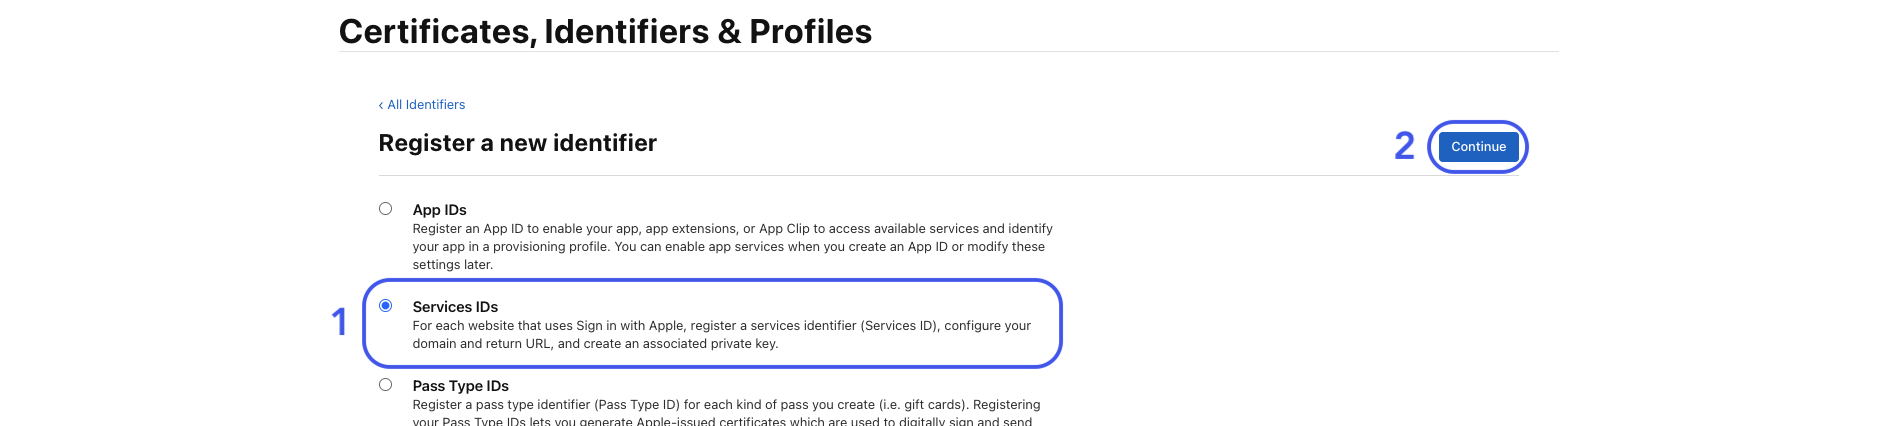 Certificates, Identifiers & Profiles
‹ All Identifiers
Register a new identifier
2
Continue
App IDs
Register an App ID to enable your app, app extensions, or App Clip to access available services and identify
your app in a provisioning profile. You can enable app services when you create an App ID or modify these
settings later.
1
Services IDs
For each website that uses Sign in with Apple, register a services identifier (Services ID), configure your
domain and return URL, and create an associated private key.
Pass Type IDs
Register a pass type identifier (Pass Type ID) for each kind of pass you create (i.e. gift cards). Registering
your Pass Type IDs lets you generate Apple-issued certificates which are used to digitally sign and send